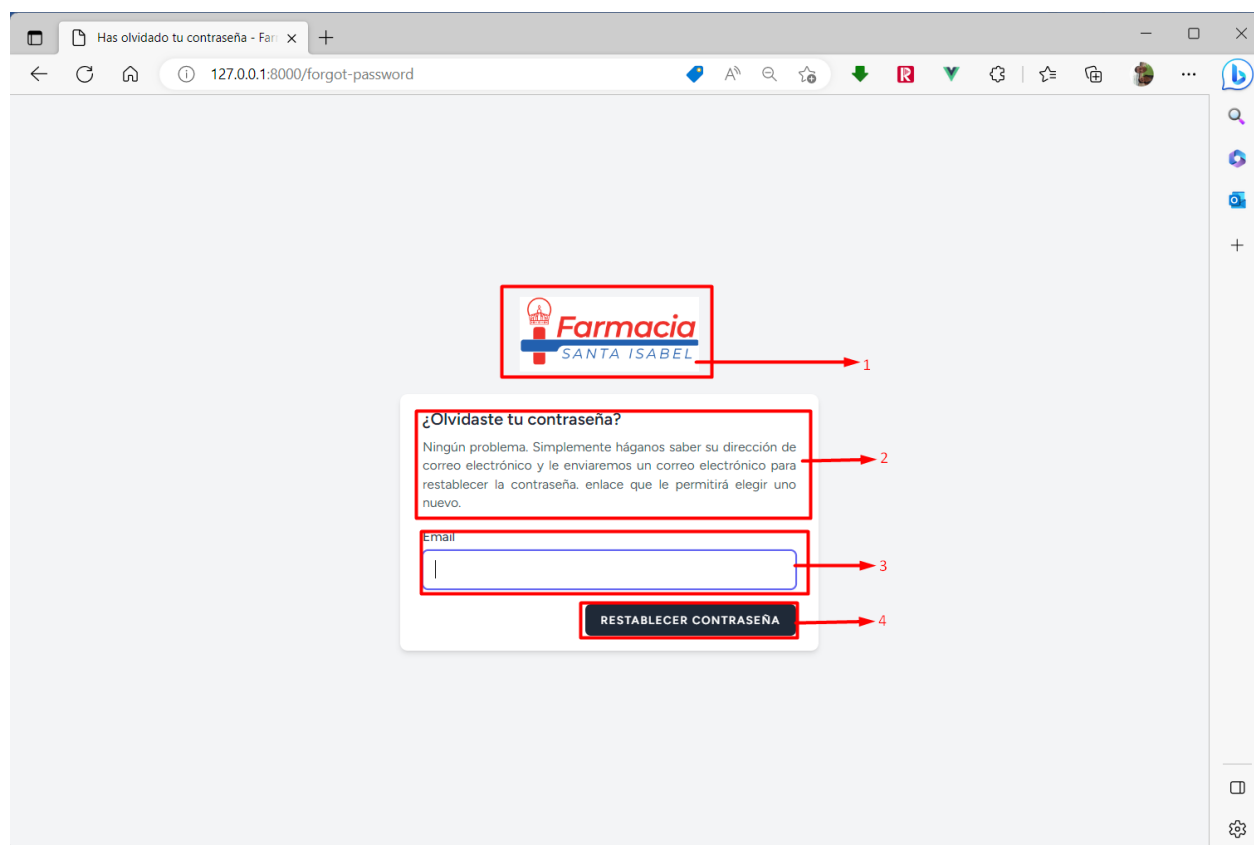 Has olvidado tu contraseña - Far
127.0.0.1:8000/forgot-password
Farmacia
SANTA ISABEL
1
¿Olvidaste tu contraseña?
Ningún problema. Simplemente háganos saber su dirección de
correo electrónico y le enviaremos un correo electrónico para
restablecer la contraseña. enlace que le permitirá elegir uno
nuevo.
2
Email
3
RESTABLECER CONTRASEÑA
4